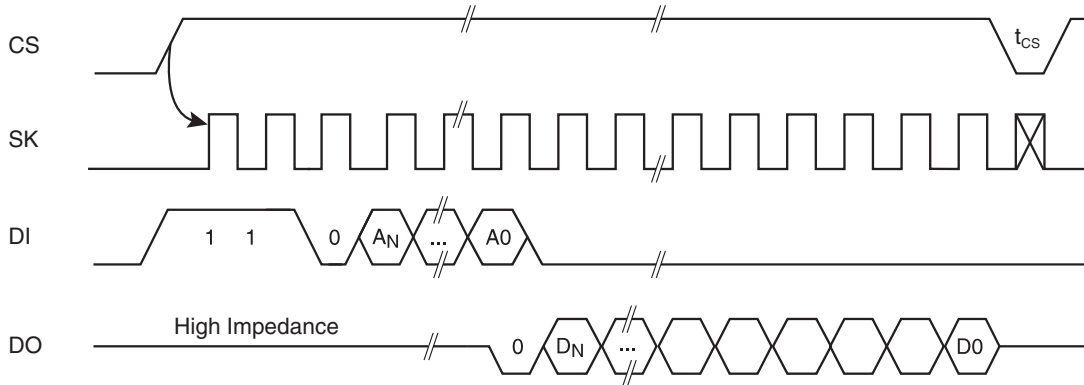 CS
tCS
SK
DI
1 1 0 AN ... A0
High Impedance
DO
0 DN ... D0